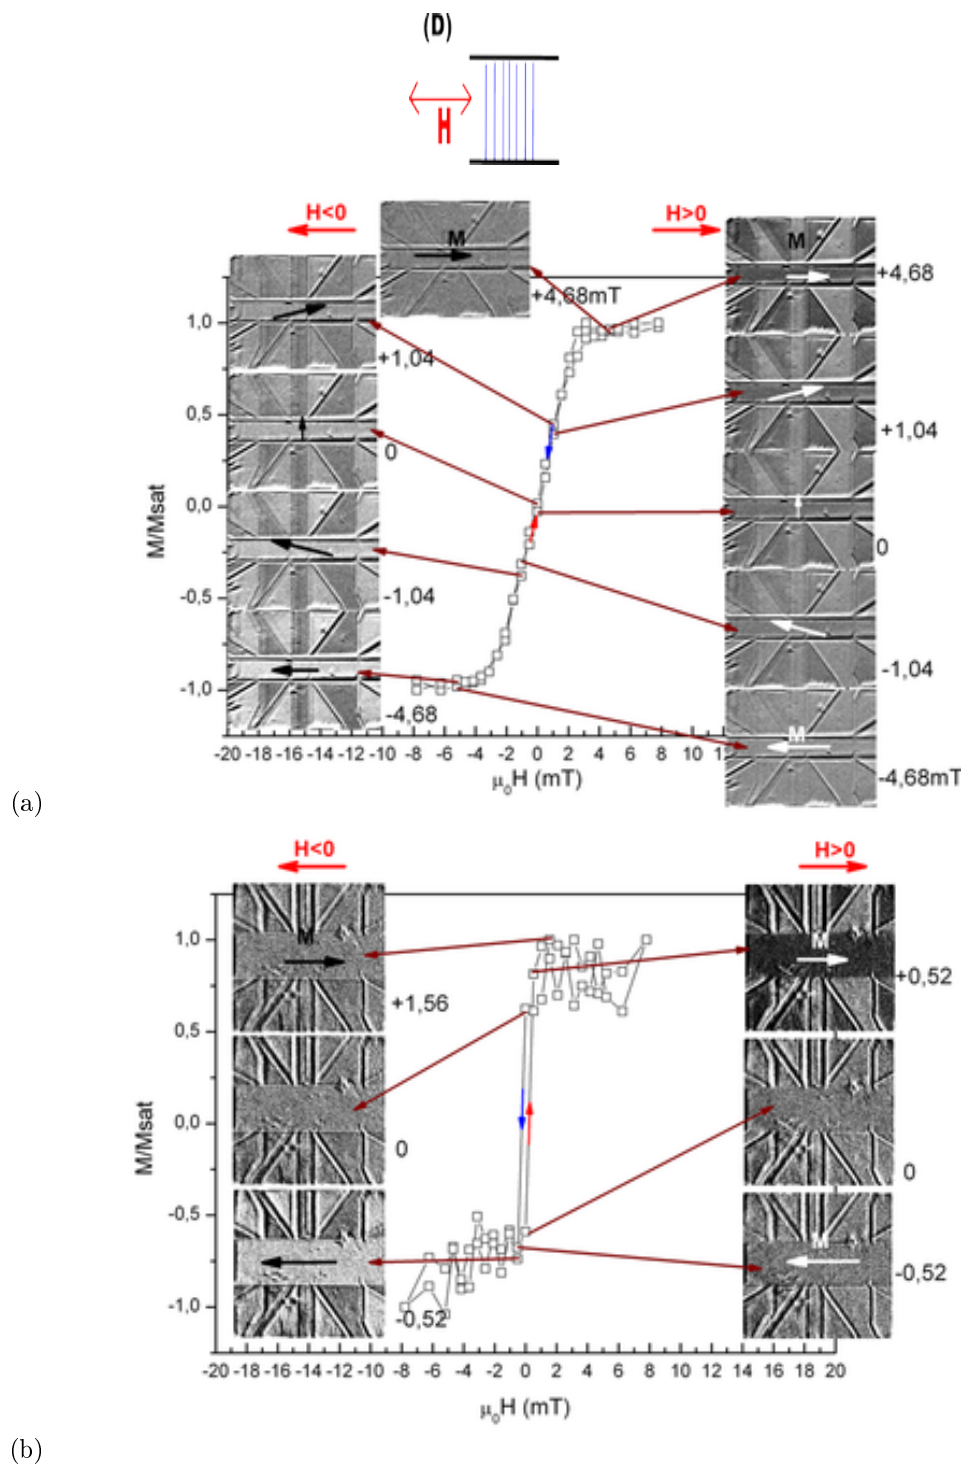 (D)
H
H<0
H>0
M
M
+4,68
+4,68mT
1,0
+1,04
0,5
+1,04
0
0,0
0
M/Msat
-0,5
-1,04
-1,04
-1,0
-4,68
M
-4,68mT
-20 -18 -16 -14 -12 -10 -8 -6 -4 -2 0 2 4 6 8 10 12
μ₀H (mT)
(a)
H<0
H>0
M
M
1,0
+1,56
+0,52
0,5
0,0
0
0
M/Msat
-0,5
M
-0,52
-1,0
-0,52
-20 -18 -16 -14 -12 -10 -8 -6 -4 -2 0 2 4 6 8 10 12 14 16 18 20
μ₀H (mT)
(b)